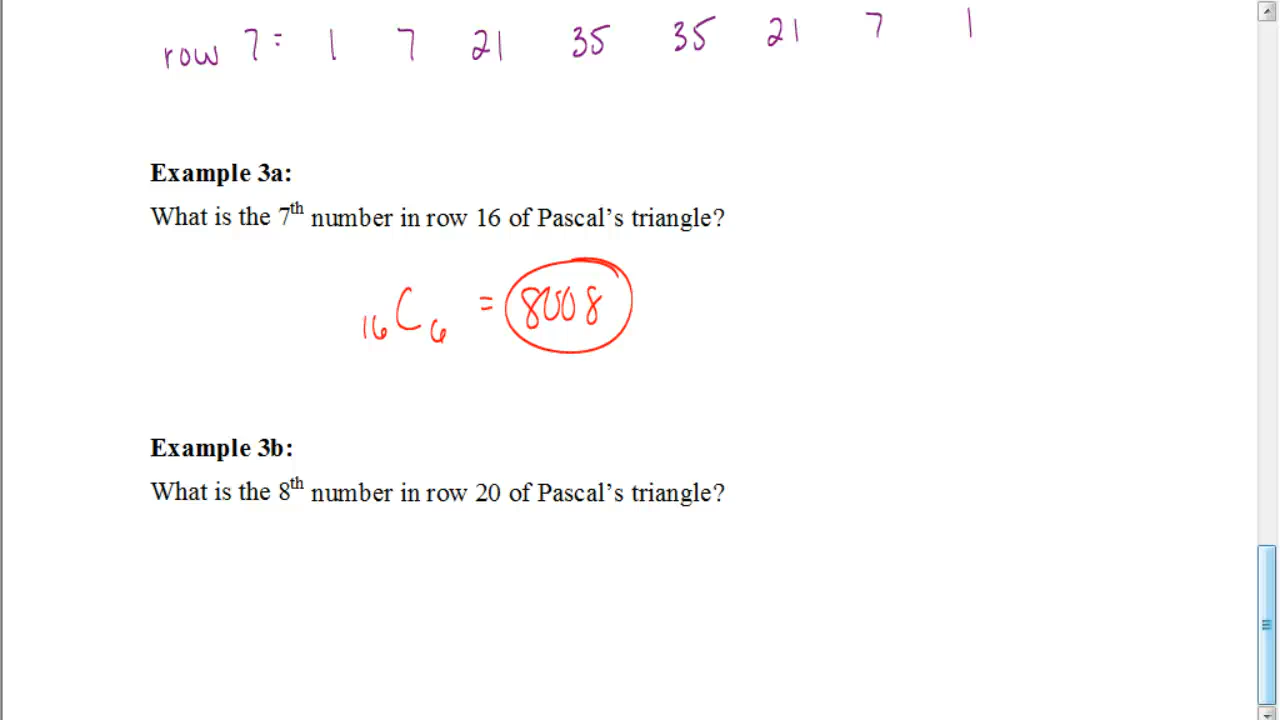 row 7 = 1 7 21 35 35 21 7 1
Example 3a:
What is the 7th number in row 16 of Pascal’s triangle?
16C6 = 8008
Example 3b:
What is the 8th number in row 20 of Pascal’s triangle?